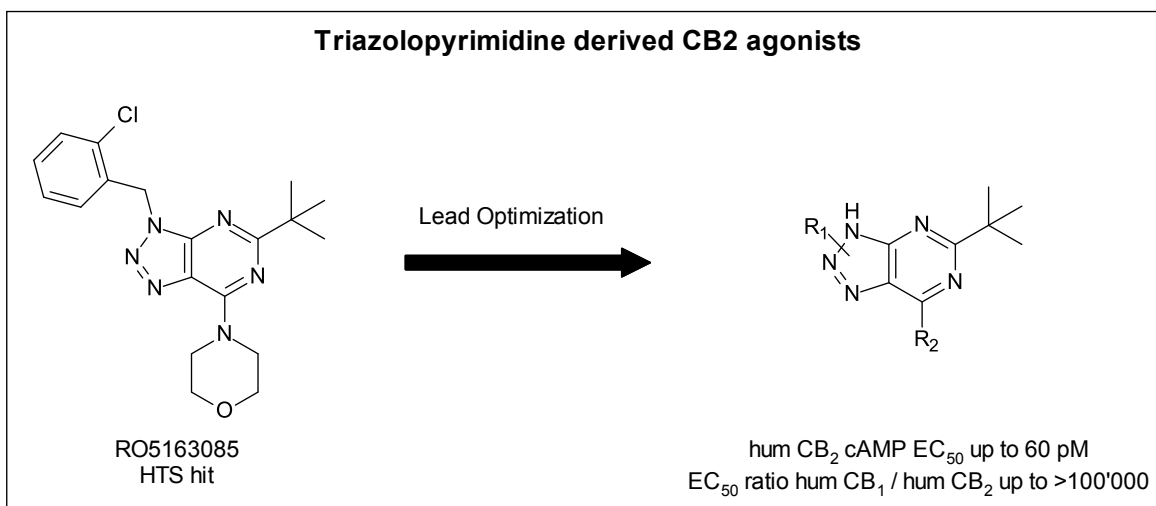 Triazolopyrimidine derived CB2 agonists
Cl
N
N
N
N
N
N
O
RO5163085
HTS hit
Lead Optimization
R₁
H
N
N
N
N
N
R₂
hum CB₂ cAMP EC₅₀ up to 60 pM
EC₅₀ ratio hum CB₁ / hum CB₂ up to >100'000